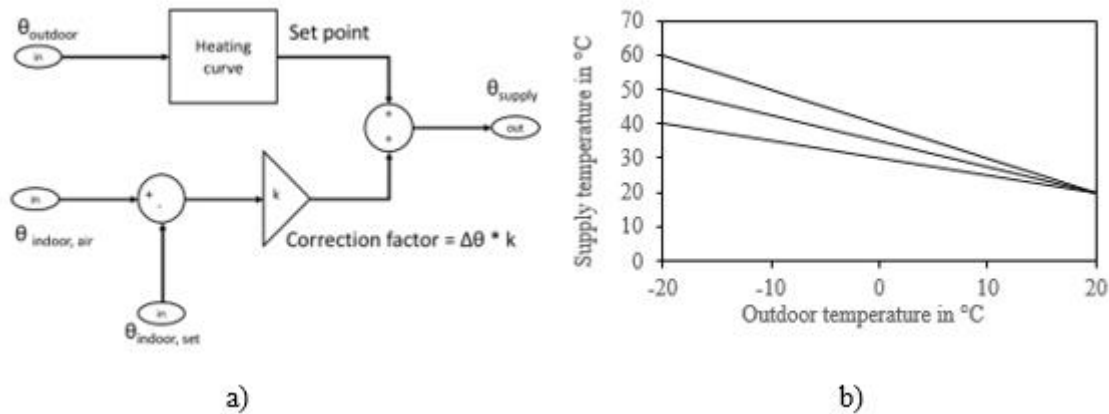 θoutdoor
in
Heating
curve
Set point
+
+
θsupply
out
in
θ indoor, air
+
-
k
Correction factor = Δθ * k
in
θindoor, set
a)
70
60
50
40
30
20
10
0
-20
-10
0
10
20
Supply temperature in °C
Outdoor temperature in °C
b)